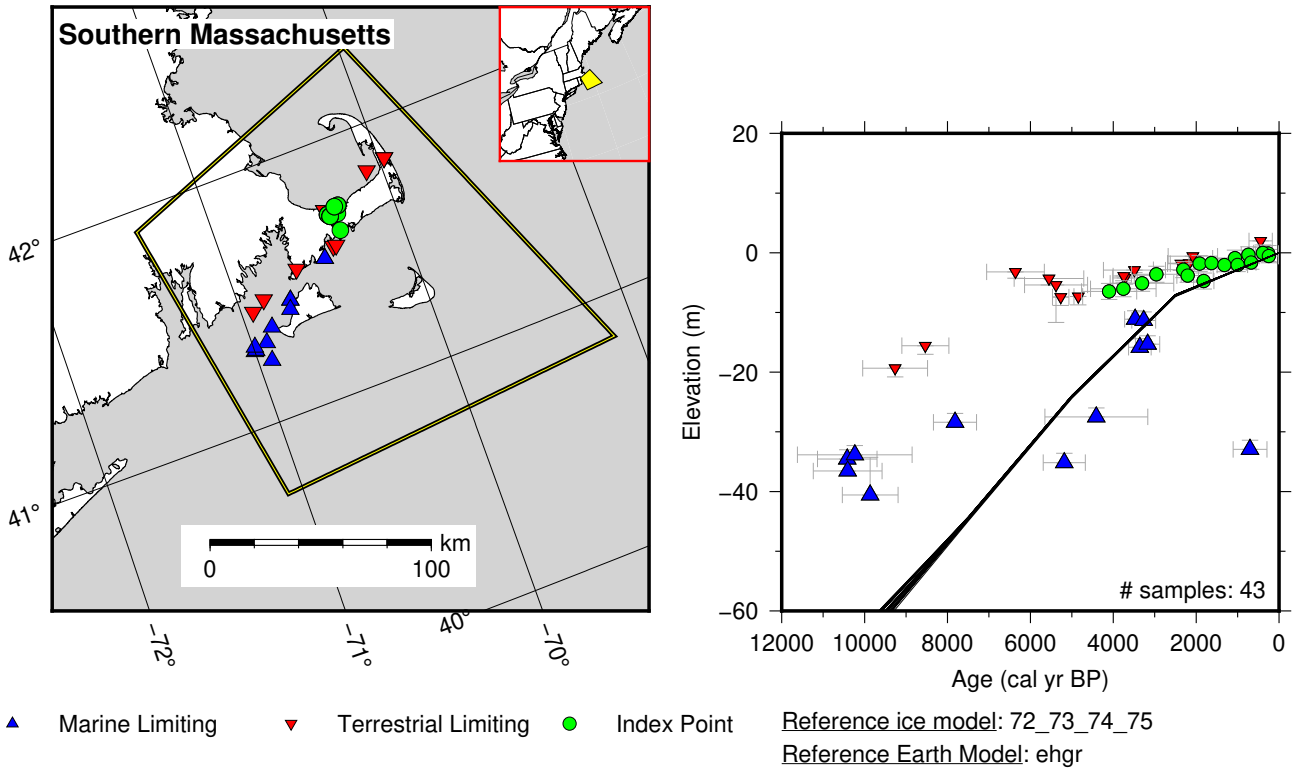 Southern Massachusetts
42°
41°
40°
−72°
−71°
−70°
km
0 100
20
0
−20
−40
−60
Elevation (m)
# samples: 43
12000 10000 8000 6000 4000 2000 0
Age (cal yr BP)
Marine Limiting Terrestrial Limiting Index Point
Reference ice model: 72_73_74_75
Reference Earth Model: ehgr